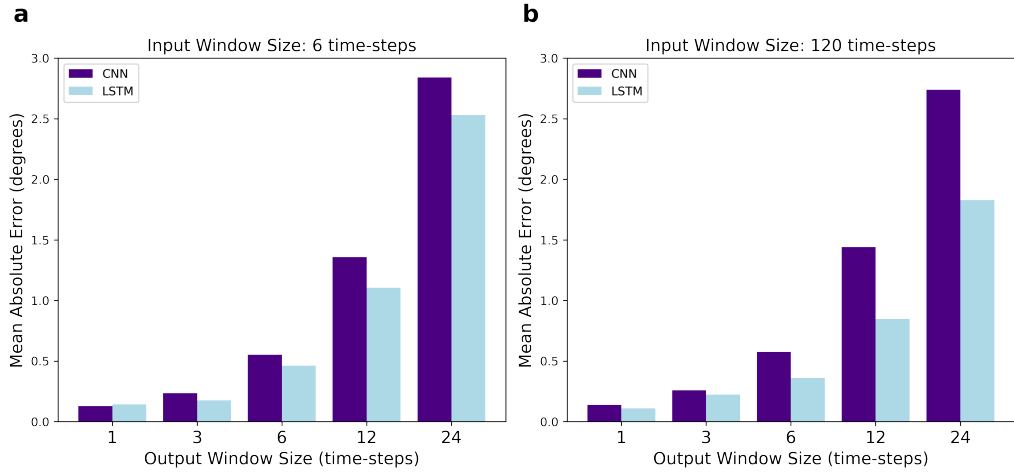 a
Input Window Size: 6 time-steps
CNN
LSTM
3.0
2.5
2.0
1.5
1.0
0.5
0.0
Mean Absolute Error (degrees)
1 3 6 12 24
Output Window Size (time-steps)
b
Input Window Size: 120 time-steps
CNN
LSTM
3.0
2.5
2.0
1.5
1.0
0.5
0.0
Mean Absolute Error (degrees)
1 3 6 12 24
Output Window Size (time-steps)